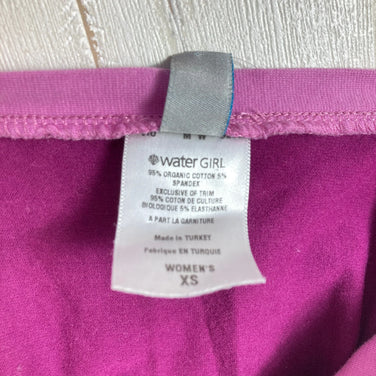 M W
water GIRL
95% ORGANIC COTTON 5%
SPANDEX
EXCLUSIVE OF TRIM
95% COTON DE CULTURE
BIOLOGIQUE 5% ELASTHANNE
A PART LA GARNITURE
Made in TURKEY
Fabrique EN TURQUIE
WOMEN'S
XS